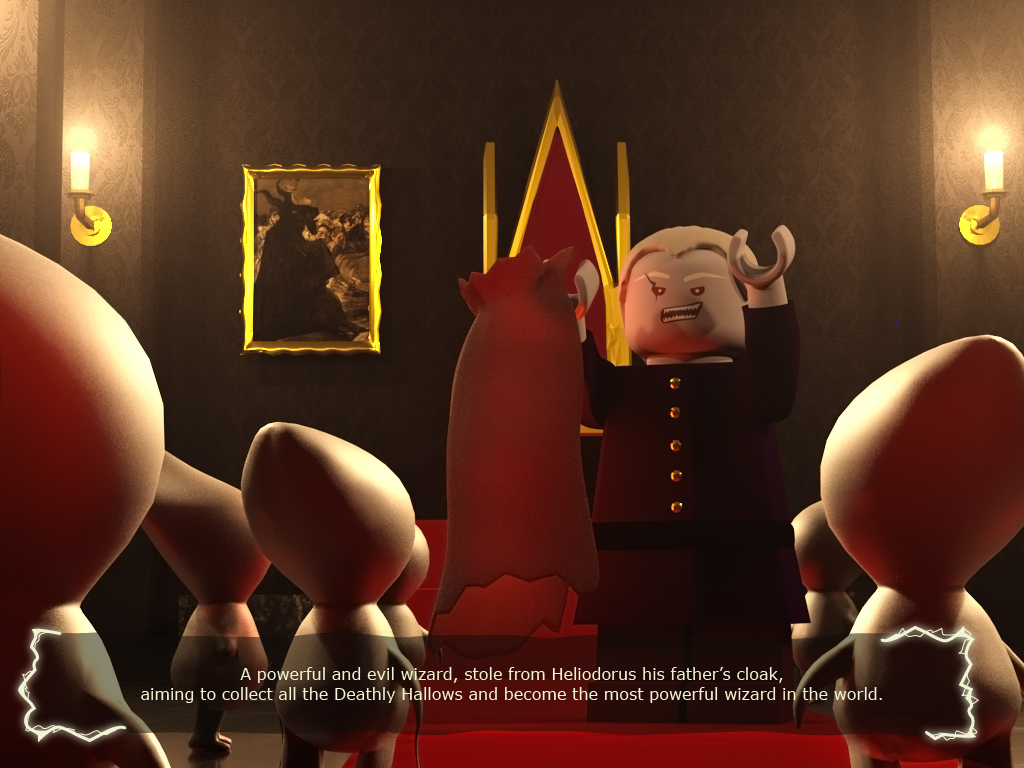 A powerful and evil wizard, stole from Heliodorus his father’s cloak,
aiming to collect all the Deathly Hallows and become the most powerful wizard in the world.